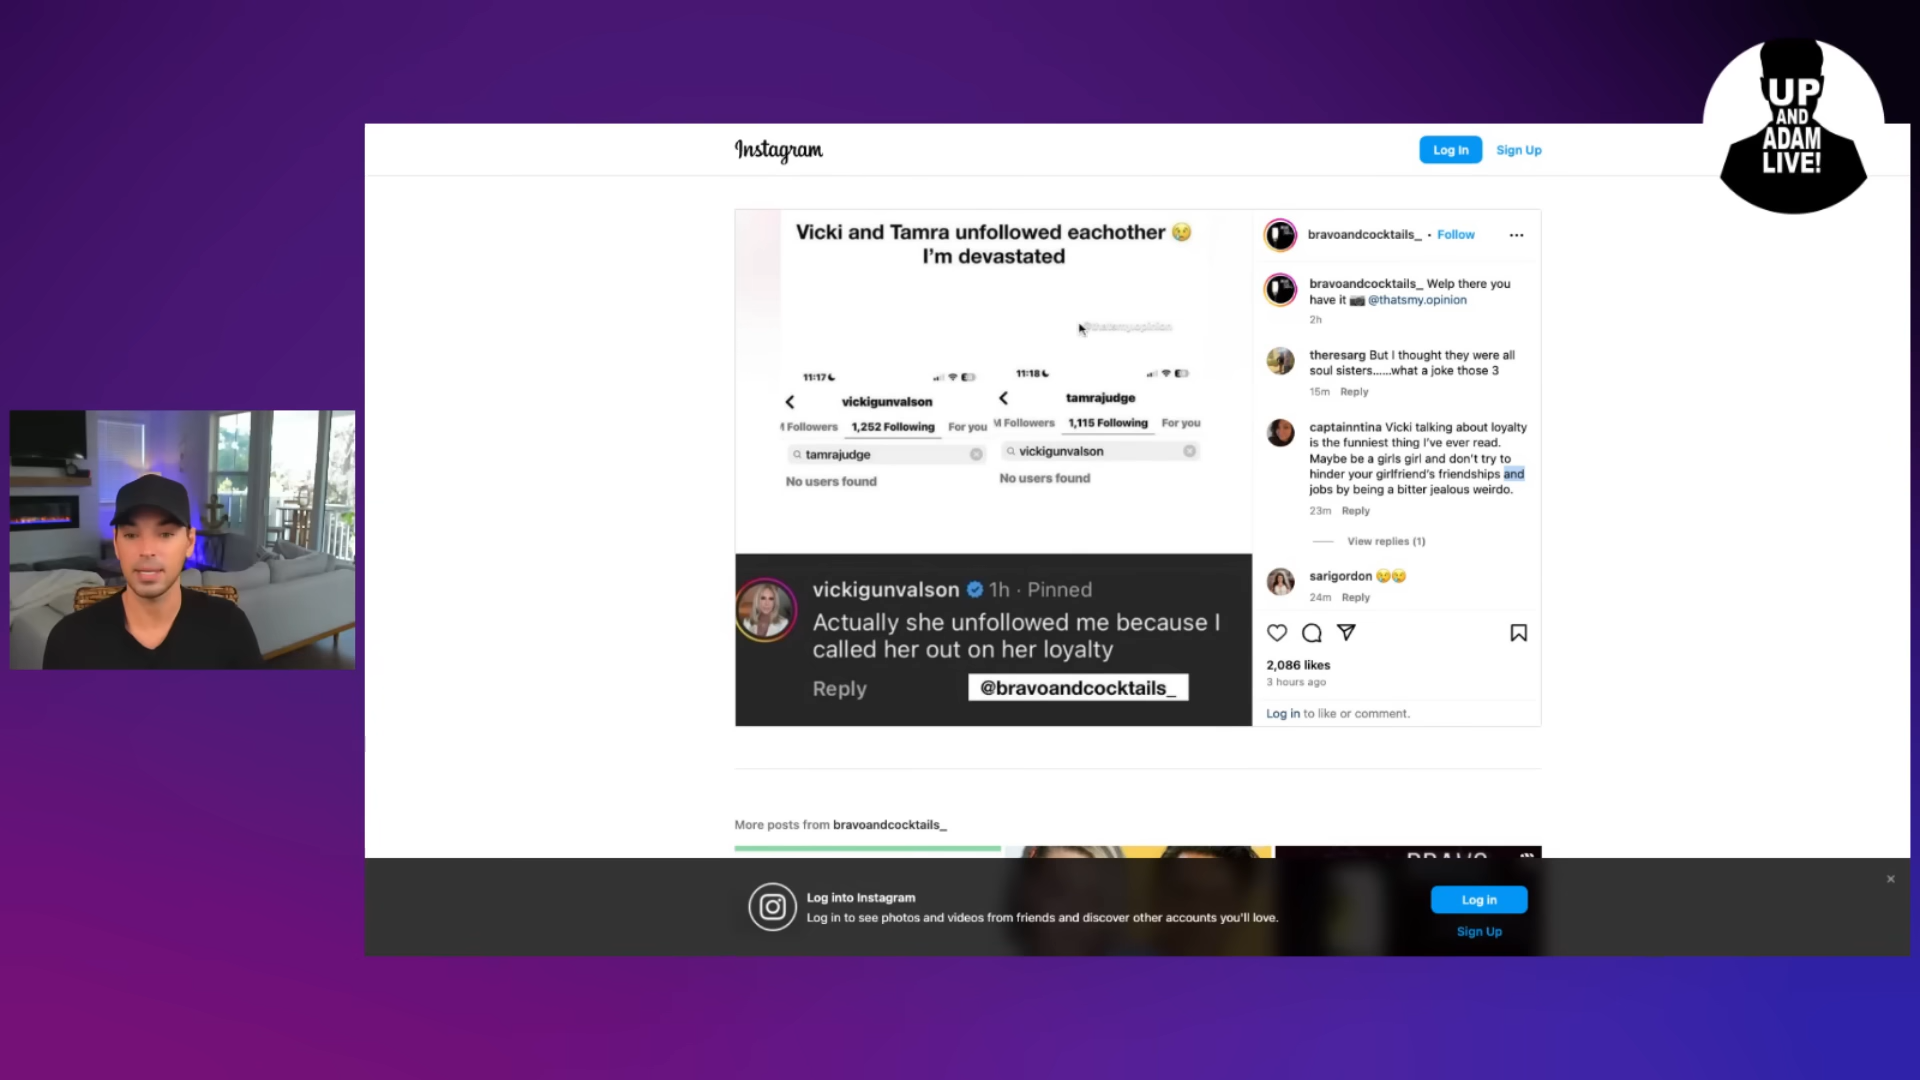 UP
AND
ADAM
LIVE!
Instagram
Log In
Sign Up
Vicki and Tamra unfollowed eachother 😢
I'm devastated
@thatsmy.opinion
11:17
vickigunvalson
M Followers 1,252 Following For you
tamrajudge
No users found
11:18
tamrajudge
M Followers 1,115 Following For you
vickigunvalson
No users found
vickigunvalson 1h · Pinned
Actually she unfollowed me because I
called her out on her loyalty
Reply
@bravoandcocktails_
bravoandcocktails_ • Follow
bravoandcocktails_ Welp there you
have it 📷 @thatsmy.opinion
2h
theresarg But I thought they were all
soul sisters......what a joke those 3
15m Reply
captainntina Vicki talking about loyalty
is the funniest thing I've ever read.
Maybe be a girls girl and don't try to
hinder your girlfriend's friendships and
jobs by being a bitter jealous weirdo.
23m Reply
View replies (1)
sarigordon 😢😢
24m Reply
2,086 likes
3 hours ago
Log in to like or comment.
More posts from bravoandcocktails_
Log into Instagram
Log in to see photos and videos from friends and discover other accounts you'll love.
Log in
Sign Up